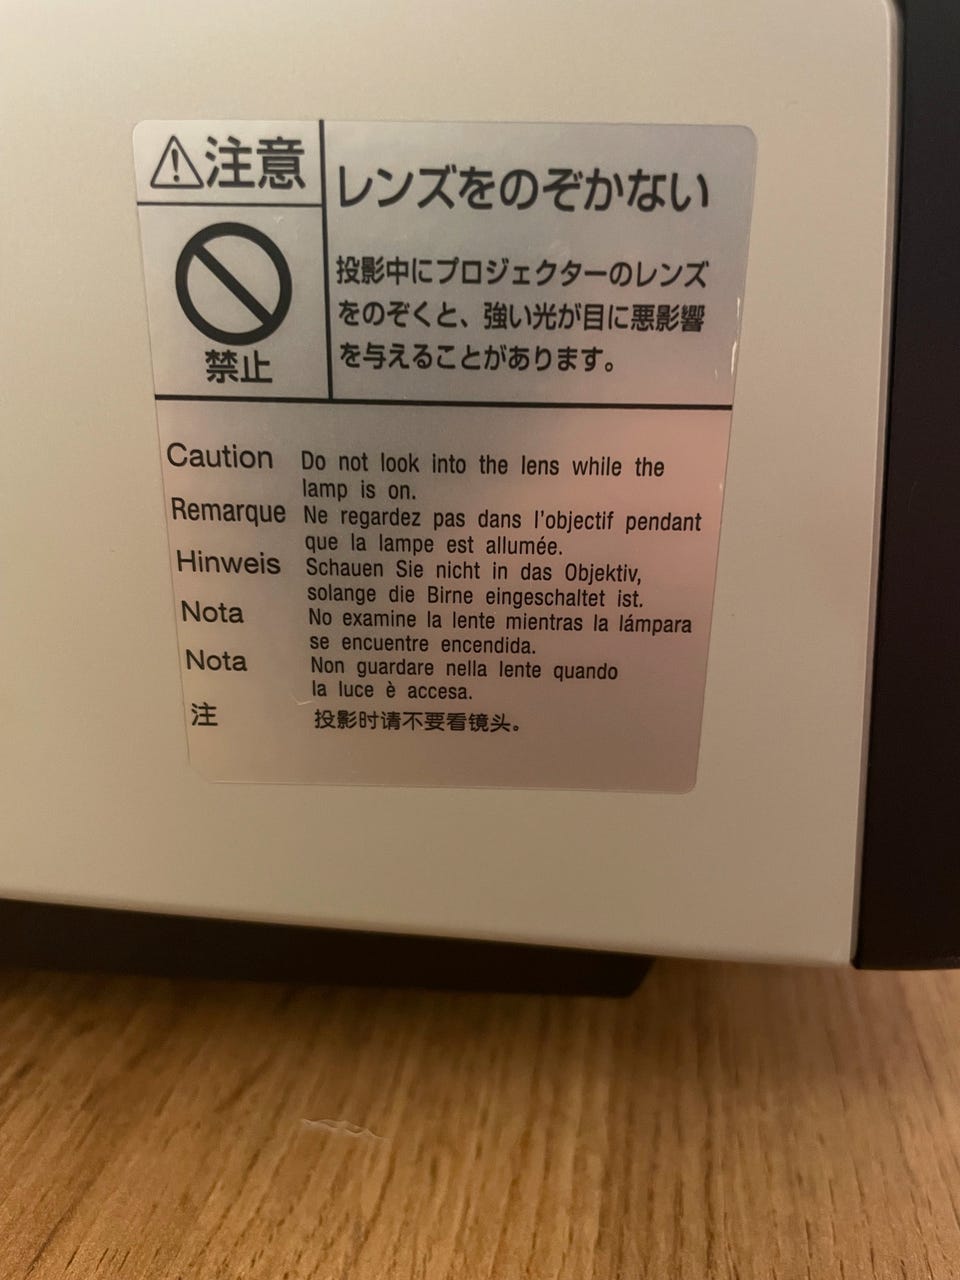 注意
禁止
レンズをのぞかない
投影中にプロジェクターのレンズ
をのぞくと、強い光が目に悪影響
を与えることがあります。
Caution Do not look into the lens while the
lamp is on.
Remarque Ne regardez pas dans l'objectif pendant
que la lampe est allumée.
Hinweis Schauen Sie nicht in das Objektiv,
solange die Birne eingeschaltet ist.
Nota No examine la lente mientras la lámpara
se encuentre encendida.
Nota Non guardare nella lente quando
la luce è accesa.
注 投影时请不要看镜头。